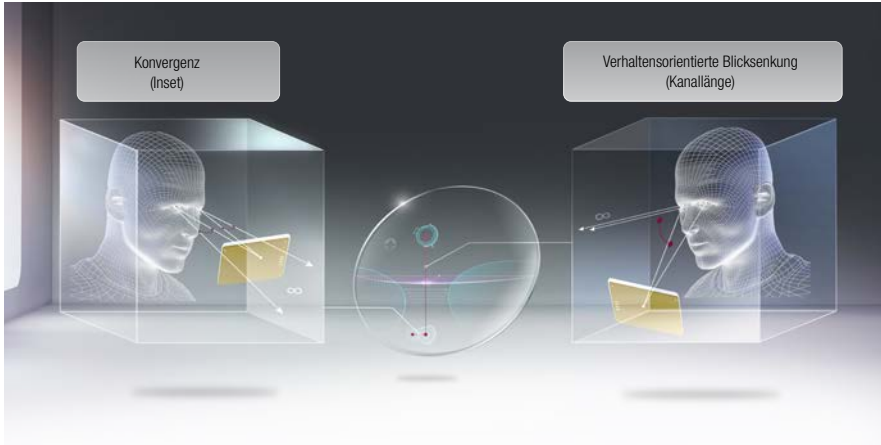 Konvergenz
(Inset)
Verhaltensorientierte Blicksenkung
(Kanallänge)
∞
∞